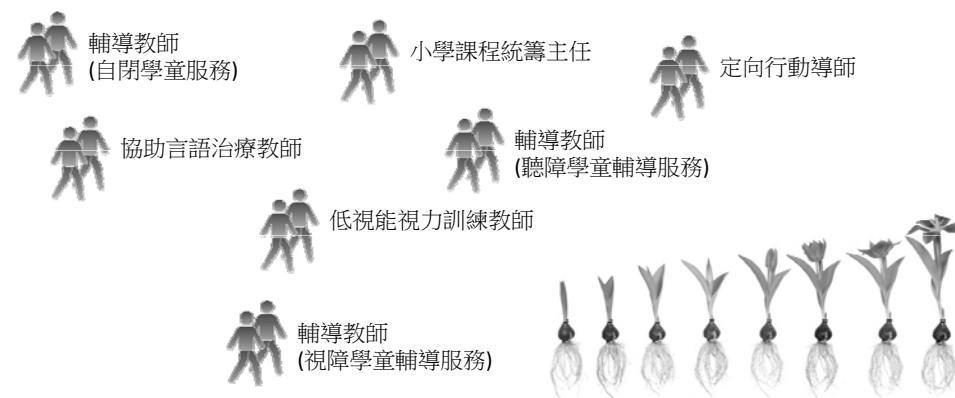 輔導教師
(自閉學童服務)
小學課程統籌主任
定向行動導師
協助言語治療教師
輔導教師
(聽障學童輔導服務)
低視能視力訓練教師
輔導教師
(視障學童輔導服務)